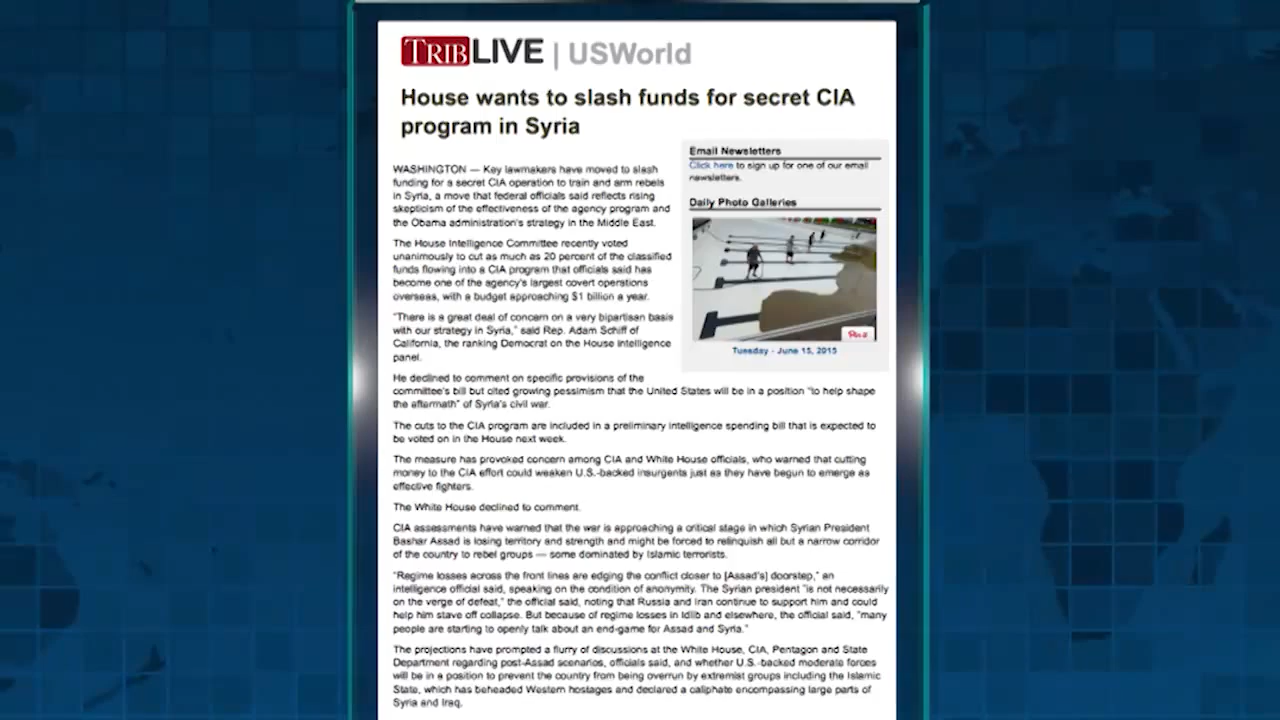 TRIBLIVE | USWorld
House wants to slash funds for secret CIA
program in Syria
WASHINGTON — Key lawmakers have moved to slash
funding for a secret CIA operation to train and arm rebels
in Syria, a move that federal officials said reflects rising
skepticism of the effectiveness of the agency program and
the Obama administration's strategy in the Middle East.
The House Intelligence Committee recently voted
unanimously to cut as much as 20 percent of the classified
funds flowing into a CIA program that officials said has
become one of the agency's largest covert operations
overseas, with a budget approaching $1 billion a year.
"There is a great deal of concern on a very bipartisan basis
with our strategy in Syria," said Rep. Adam Schiff of
California, the ranking Democrat on the House Intelligence
panel.
He declined to comment on specific provisions of the
committee's bill but cited growing pessimism that the United States will be in a position "to help shape
the aftermath" of Syria's civil war.
The cuts to the CIA program are included in a preliminary intelligence spending bill that is expected to
be voted on in the House next week.
The measure has provoked concern among CIA and White House officials, who warned that cutting
money to the CIA effort could weaken U.S.-backed insurgents just as they have begun to emerge as
effective fighters.
The White House declined to comment.
CIA assessments have warned that the war is approaching a critical stage in which Syrian President
Bashar Assad is losing territory and strength and might be forced to relinquish all but a narrow corridor
of the country to rebel groups — some dominated by Islamic terrorists.
"Regime losses across the front lines are edging the conflict closer to [Assad's] doorstep," an
intelligence official said, speaking on the condition of anonymity. The Syrian president "is not necessarily
on the verge of defeat," the official said, noting that Russia and Iran continue to support him and could
help him stave off collapse. But because of regime losses in Idlib and elsewhere, the official said, "many
people are starting to openly talk about an end-game for Assad and Syria."
The projections have prompted a flurry of discussions at the White House, CIA, Pentagon and State
Department regarding post-Assad scenarios, officials said, and whether U.S.-backed moderate forces
will be in a position to prevent the country from being overrun by extremist groups including the Islamic
State, which has beheaded Western hostages and declared a caliphate encompassing large parts of
Syria and Iraq.
Email Newsletters
Click here to sign up for one of our email
newsletters.
Daily Photo Galleries
Pin it
Tuesday - June 15, 2015